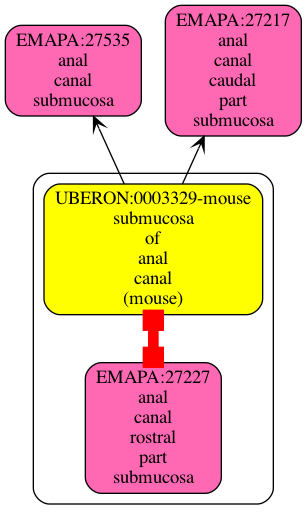 EMAPA:27535
anal
canal
submucosa
EMAPA:27217
anal
canal
caudal
part
submucosa
UBERON:0003329-mouse
submucosa
of
anal
canal
(mouse)
EMAPA:27227
anal
canal
rostral
part
submucosa